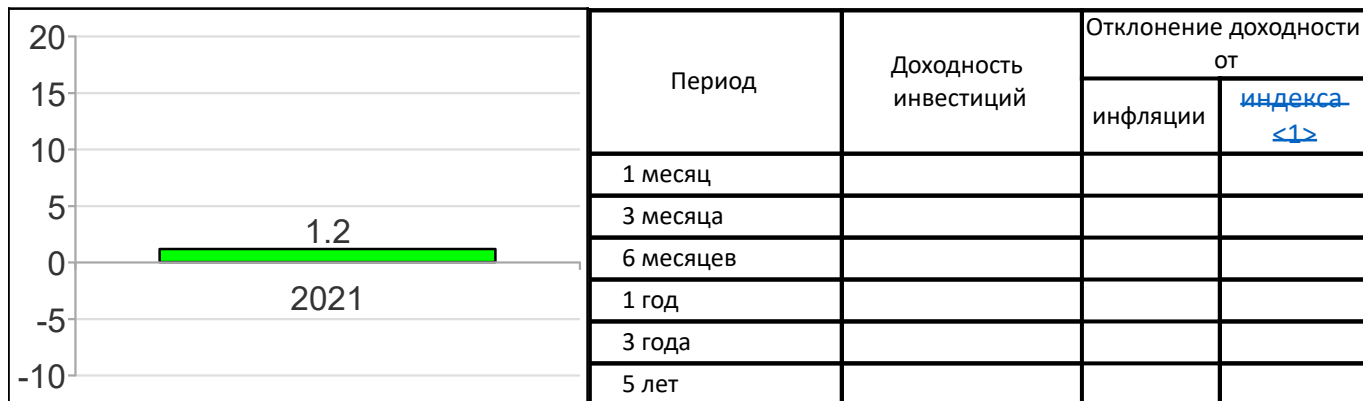 20
15
10
5
0
-5
-10
1.2
2021
Период
Доходность
инвестиций
Отклонение доходности
от
инфляции
индекса
<1>
1 месяц
3 месяца
6 месяцев
1 год
3 года
5 лет